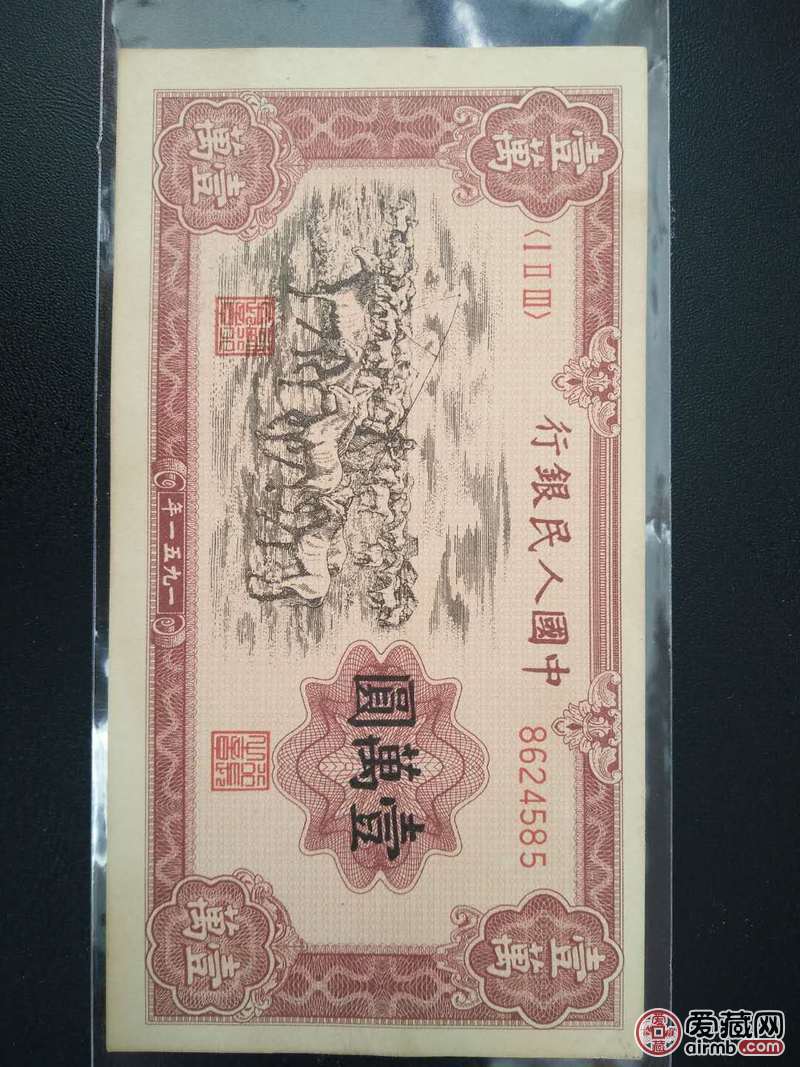 壹萬
壹萬
中國人民銀行
〈I II III〉
8624585
壹萬圓
壹萬
壹萬
一九五一年
爱藏网
airmb.com